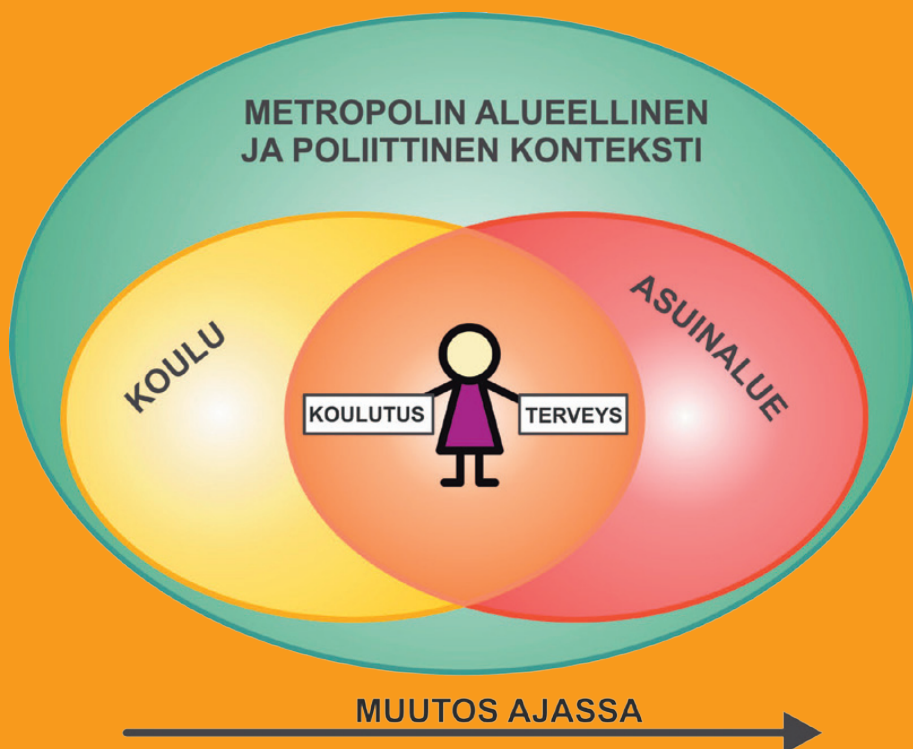 METROPOLIN ALUEELLINEN
JA POLIITTINEN KONTEKSTI
KOULU
ASUINALUE
KOULUTUS
TERVEYS
MUUTOS AJASSA